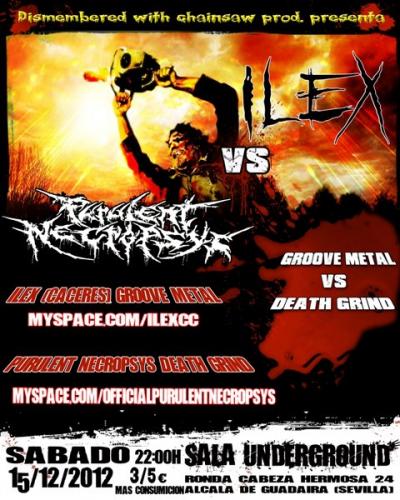 Dismembered with chainsaw prod. presenta
ILEX
VS
PURULENT
NECROPSYS
GROOVE METAL
VS
DEATH GRIND
ILEX (CACERES) GROOVE METAL
MYSPACE.COM/ILEXCC
PURULENT NECROPSYS DEATH GRIND
MYSPACE.COM/OFFICIALPURULENTNECROPSYS
SABADO 22:00H SALA UNDERGROUND
15/12/2012 3/5€ RONDA CABEZA HERMOSA 24
MAS CONSUMICION ALCALA DE GUADAIRA (SEVILLA)